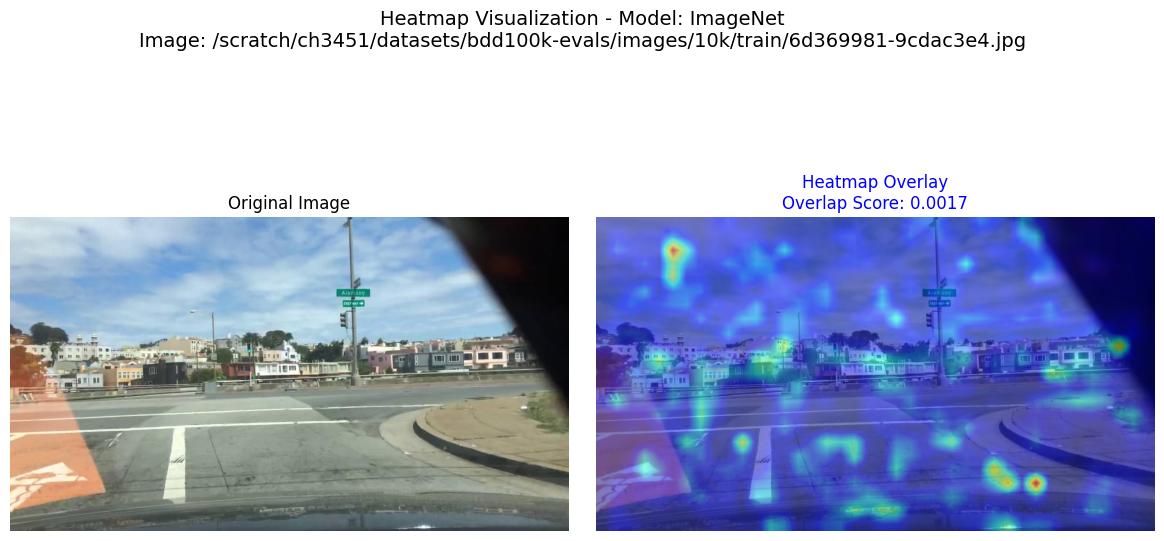 Heatmap Visualization - Model: ImageNet
Image: /scratch/ch3451/datasets/bdd100k-evals/images/10k/train/6d369981-9cdac3e4.jpg
Original Image
Heatmap Overlay
Overlap Score: 0.0017